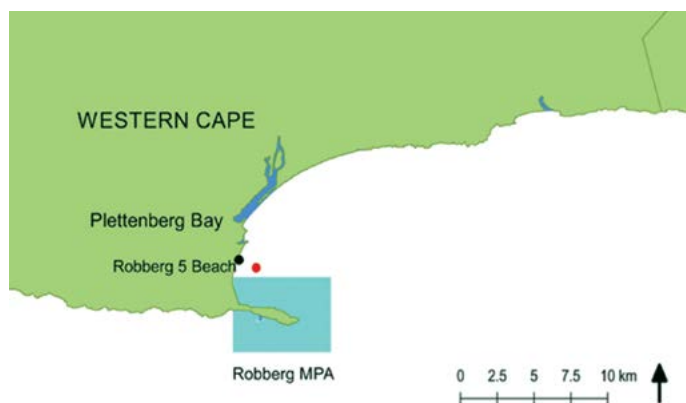 WESTERN CAPE
Plettenberg Bay
Robberg 5 Beach
Robberg MPA
0 2.5 5 7.5 10 km